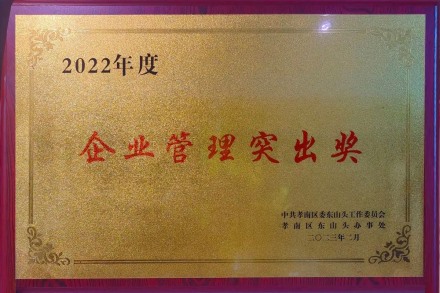 2022年度
企业管理突出奖
中共孝南区委东山头工作委员会
孝南区东山头办事处
二〇二三年二月